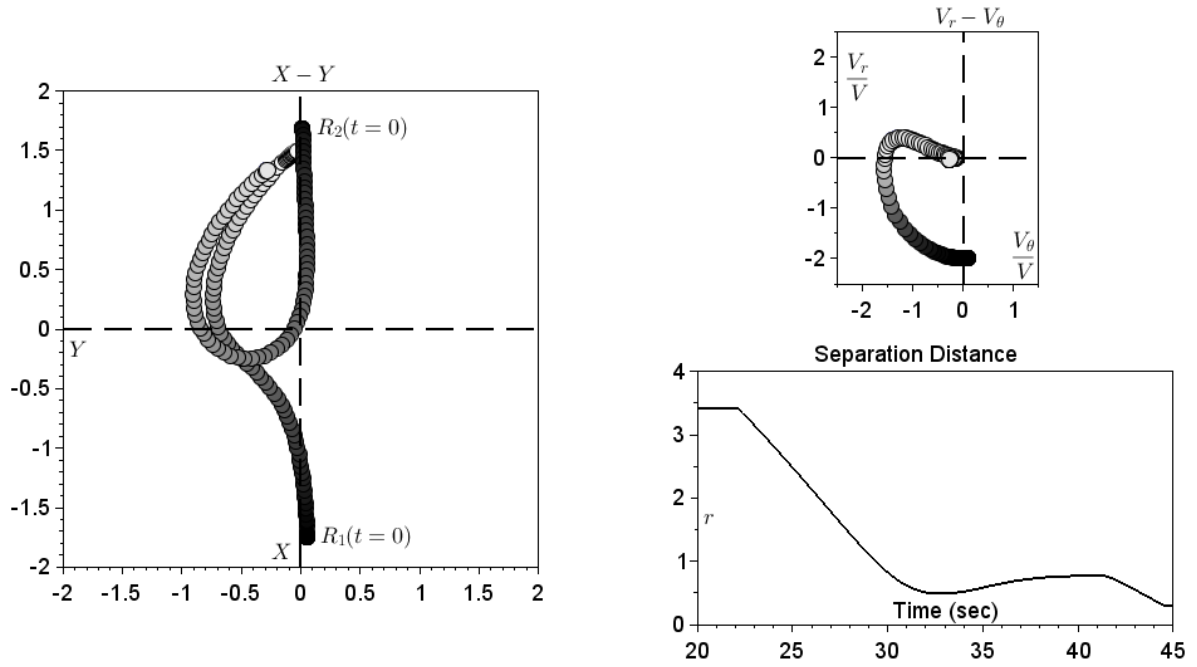 X − Y
2
1.5
1
0.5
0
-0.5
-1
-1.5
-2
R₂(t = 0)
Y
R₁(t = 0)
X
-2 -1.5 -1 -0.5 0 0.5 1 1.5 2
Vᵣ − V_θ
2
1
0
-1
-2
Vᵣ/V
V_θ/V
-2 -1 0 1
Separation Distance
4
3
2
1
0
r
Time (sec)
20 25 30 35 40 45